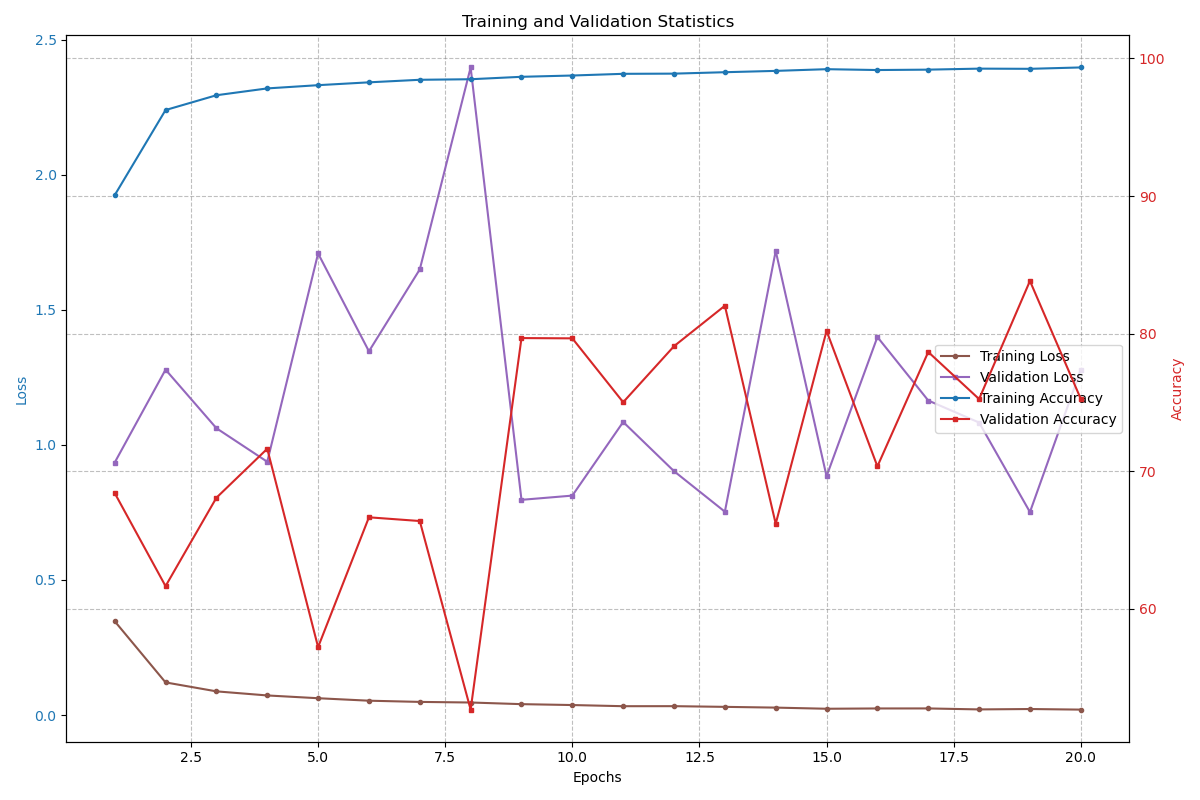 Training and Validation Statistics
2.5
2.0
1.5
1.0
0.5
0.0
Loss
100
90
80
70
60
Accuracy
Training Loss
Validation Loss
Training Accuracy
Validation Accuracy
2.5 5.0 7.5 10.0 12.5 15.0 17.5 20.0
Epochs